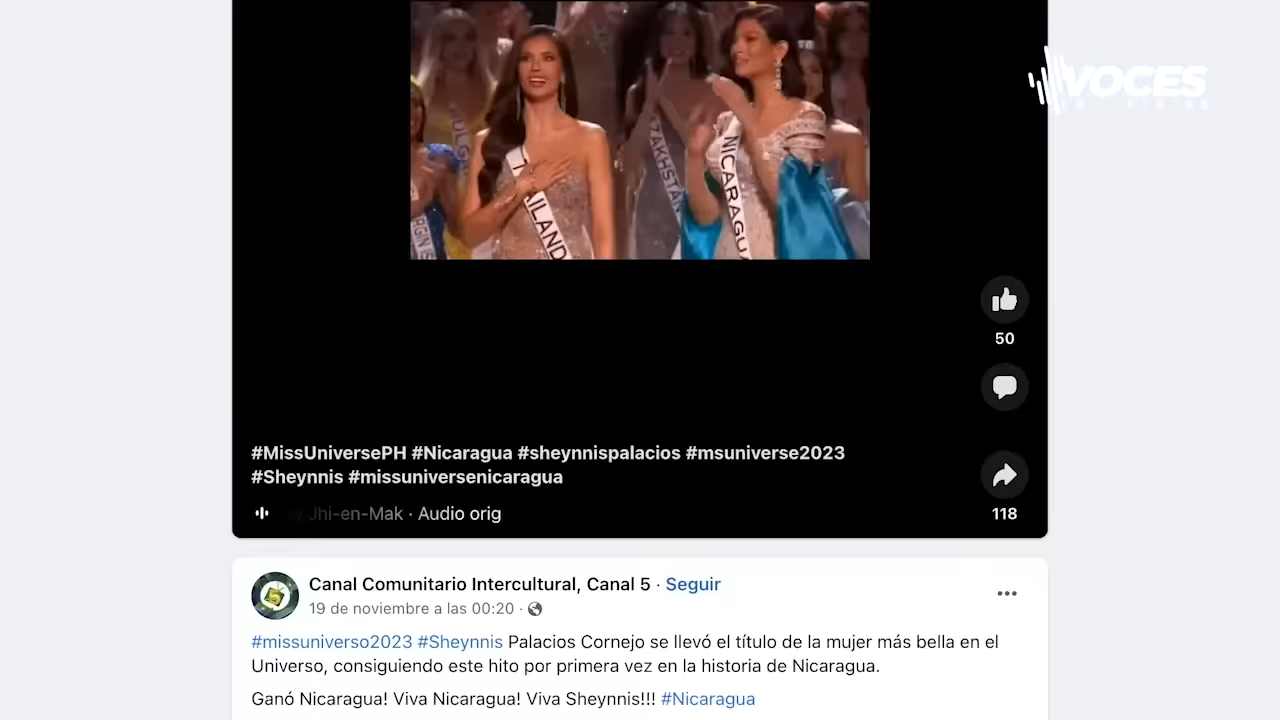 VOCES
KAZAKHSTAN
NICARAGUA
THAILAND
50
#MissUniversePH #Nicaragua #sheynnispalacios #msuniverse2023
#Sheynnis #missuniversenicaragua
Jhi-en-Mak · Audio orig
118
Canal Comunitario Intercultural, Canal 5 · Seguir
19 de noviembre a las 00:20 ·
#missuniverso2023 #Sheynnis Palacios Cornejo se llevó el título de la mujer más bella en el
Universo, consiguiendo este hito por primera vez en la historia de Nicaragua.
Ganó Nicaragua! Viva Nicaragua! Viva Sheynnis!!! #Nicaragua